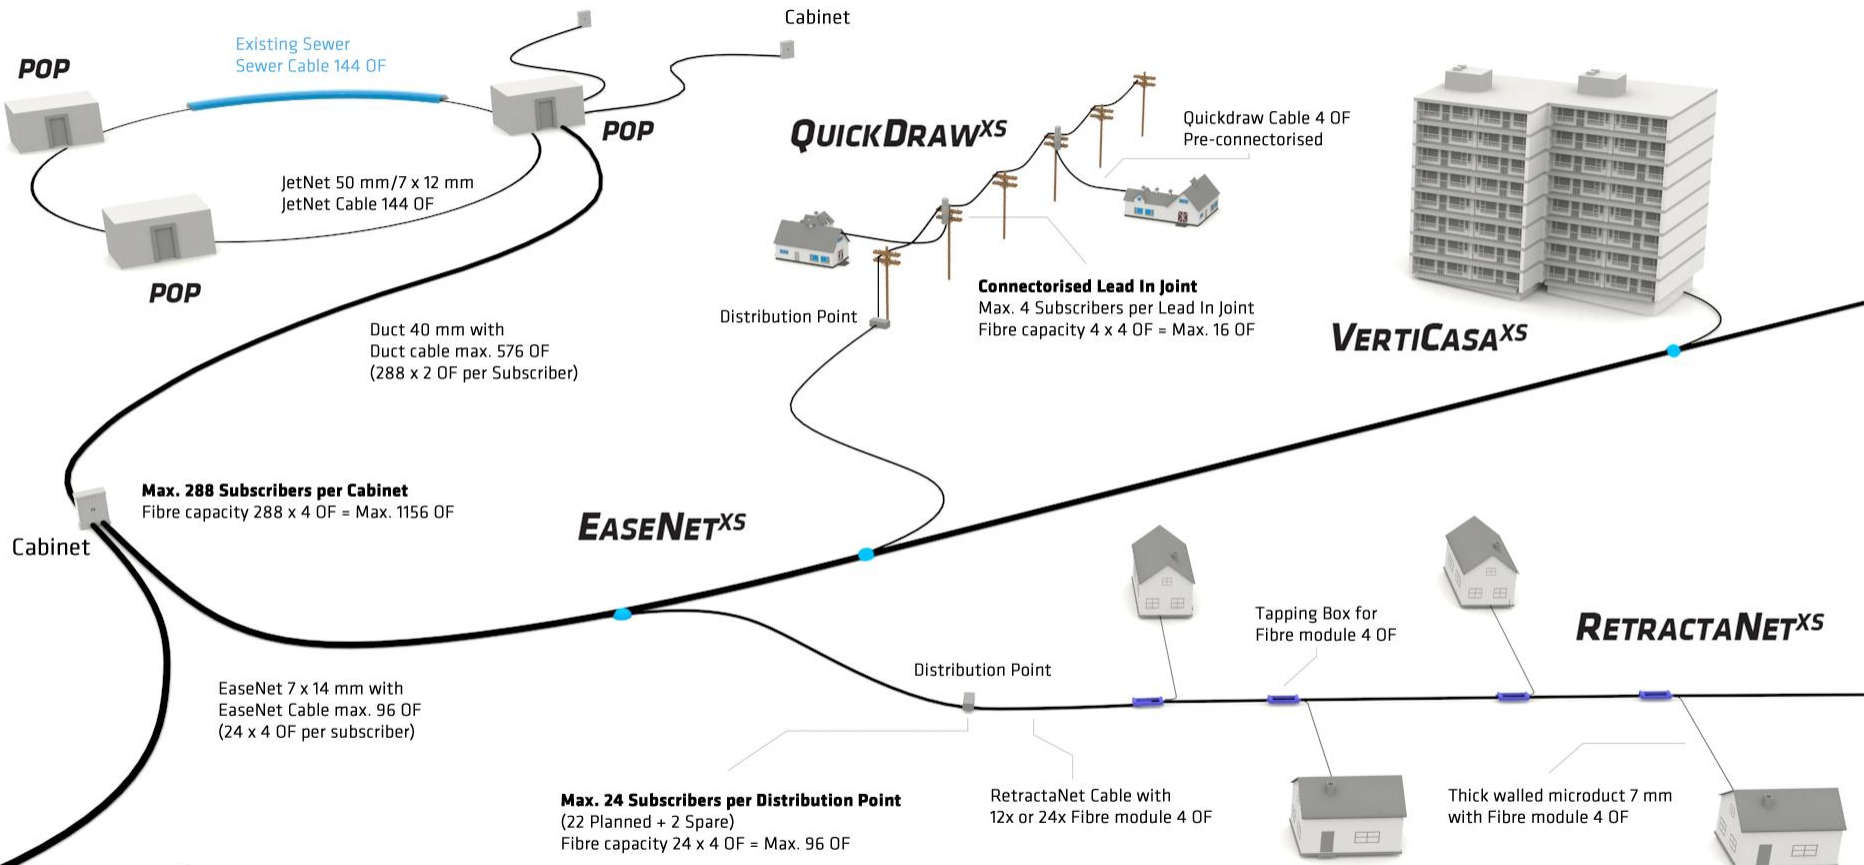 Cabinet
Existing Sewer
Sewer Cable 144 OF
POP
POP
JetNet 50 mm/7 x 12 mm
JetNet Cable 144 OF
POP
QUICKDRAWXS
Quickdraw Cable 4 OF
Pre-connectorised
Distribution Point
Connectorised Lead In Joint
Max. 4 Subscribers per Lead In Joint
Fibre capacity 4 x 4 OF = Max. 16 OF
VERTICASAXS
Duct 40 mm with
Duct cable max. 576 OF
(288 x 2 OF per Subscriber)
Max. 288 Subscribers per Cabinet
Fibre capacity 288 x 4 OF = Max. 1156 OF
Cabinet
EASENETXS
Tapping Box for
Fibre module 4 OF
RETRACTANETXS
Distribution Point
EaseNet 7 x 14 mm with
EaseNet Cable max. 96 OF
(24 x 4 OF per subscriber)
Max. 24 Subscribers per Distribution Point
(22 Planned + 2 Spare)
Fibre capacity 24 x 4 OF = Max. 96 OF
RetractaNet Cable with
12x or 24x Fibre module 4 OF
Thick walled microduct 7 mm
with Fibre module 4 OF